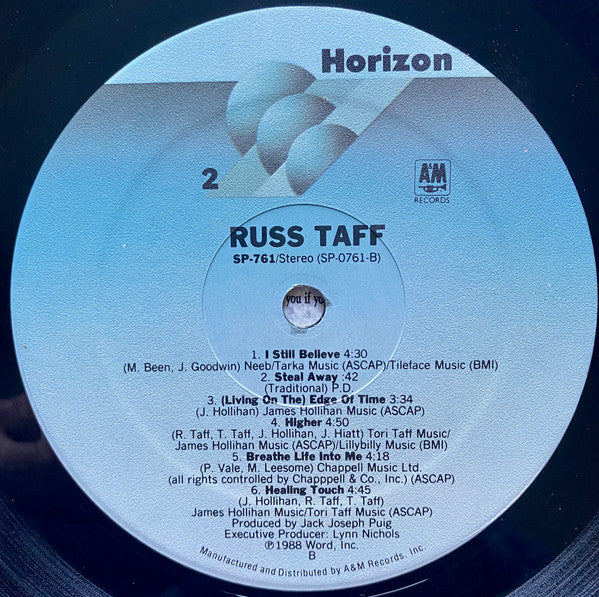 Horizon
2
A&M
RECORDS
RUSS TAFF
SP-761/Stereo (SP-0761-B)
you if yo
1. I Still Believe 4:30
(M. Been, J. Goodwin) Neeb/Tarka Music (ASCAP)/Tileface Music (BMI)
2. Steal Away :42
(Traditional) P.D.
3. (Living On The) Edge Of Time 3:34
(J. Hollihan) James Hollihan Music (ASCAP)
4. Higher 4:50
(R. Taff, T. Taff, J. Hollihan, J. Hiatt) Tori Taff Music/
James Hollihan Music (ASCAP)/Lillybilly Music (BMI)
5. Breathe Life Into Me 4:18
(P. Vale, M. Leesome) Chappell Music Ltd.
(all rights controlled by Chapppell & Co., Inc.) (ASCAP)
6. Healing Touch 4:45
(J. Hollihan, R. Taff, T. Taff)
James Hollihan Music/Tori Taff Music (ASCAP)
Produced by Jack Joseph Puig
Executive Producer: Lynn Nichols
℗1988 Word, Inc.
B
Manufactured and Distributed by A&M Records, Inc.